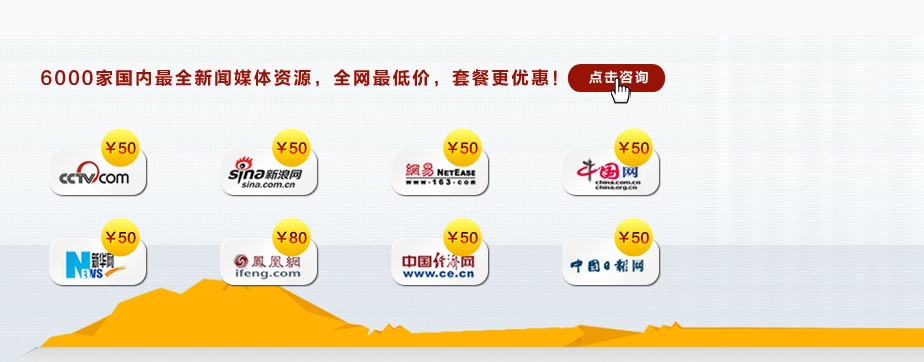 6000家国内最全新闻媒体资源，全网最低价，套餐更优惠！ 点击咨询
¥50 ¥50 ¥50 ¥50
CCTV.com sina新浪网 網易 NETEASE 中国网
sina.com.cn www.163.com china.com.cn
china.org.cn
¥50 ¥80 ¥50 ¥50
NEWS 新华网 鳳凰網 中国经济网 中國日報网
ifeng.com www.ce.cn